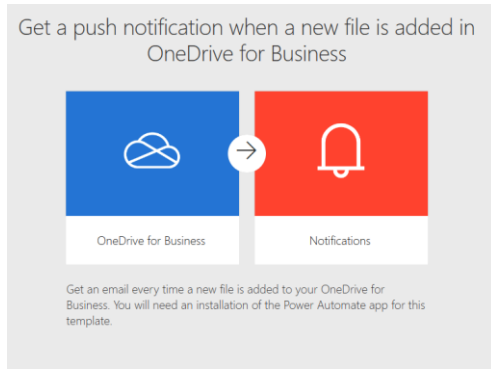 Get a push notification when a new file is added in
OneDrive for Business
OneDrive for Business
Notifications
Get an email every time a new file is added to your OneDrive for
Business. You will need an installation of the Power Automate app for this
template.